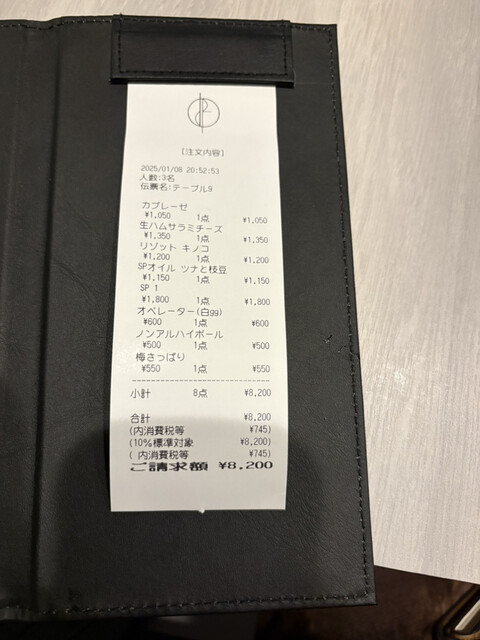 [注文内容]
2025/01/08 20:52:53
人数:3名
伝票名:テーブル9
カプレーゼ
¥1,050 1点 ¥1,050
生ハムサラミチーズ
¥1,350 1点 ¥1,350
リゾット キノコ
¥1,200 1点 ¥1,200
SPオイル ツナと枝豆
¥1,150 1点 ¥1,150
SP 1
¥1,800 1点 ¥1,800
オペレーター(白gg)
¥600 1点 ¥600
ノンアルハイボール
¥500 1点 ¥500
梅さっぱり
¥550 1点 ¥550
小計 8点 ¥8,200
合計 ¥8,200
(内消費税等 ¥745)
(10%標準対象 ¥8,200)
( 内消費税等 ¥745)
ご請求額 ¥8,200